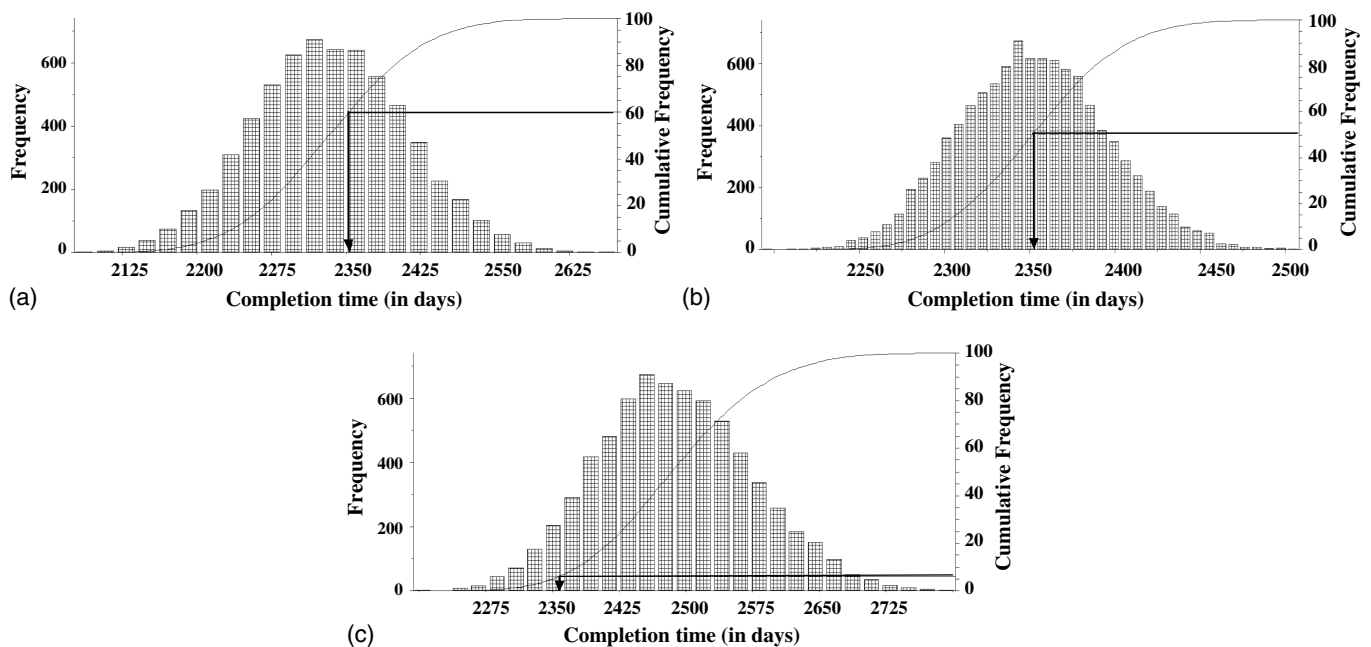 Frequency
600
400
200
0
100
80
60
40
20
0
Cumulative Frequency
2125 2200 2275 2350 2425 2550 2625
Completion time (in days)
(a)
Frequency
600
400
200
0
100
80
60
40
20
0
Cumulative Frequency
2250 2300 2350 2400 2450 2500
Completion time (in days)
(b)
Frequency
600
400
200
0
100
80
60
40
20
0
Cumulative Frequency
2275 2350 2425 2500 2575 2650 2725
Completion time (in days)
(c)